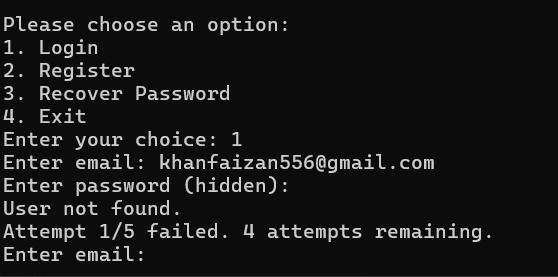 Please choose an option:
1. Login
2. Register
3. Recover Password
4. Exit
Enter your choice: 1
Enter email: khanfaizan556@gmail.com
Enter password (hidden):
User not found.
Attempt 1/5 failed. 4 attempts remaining.
Enter email: